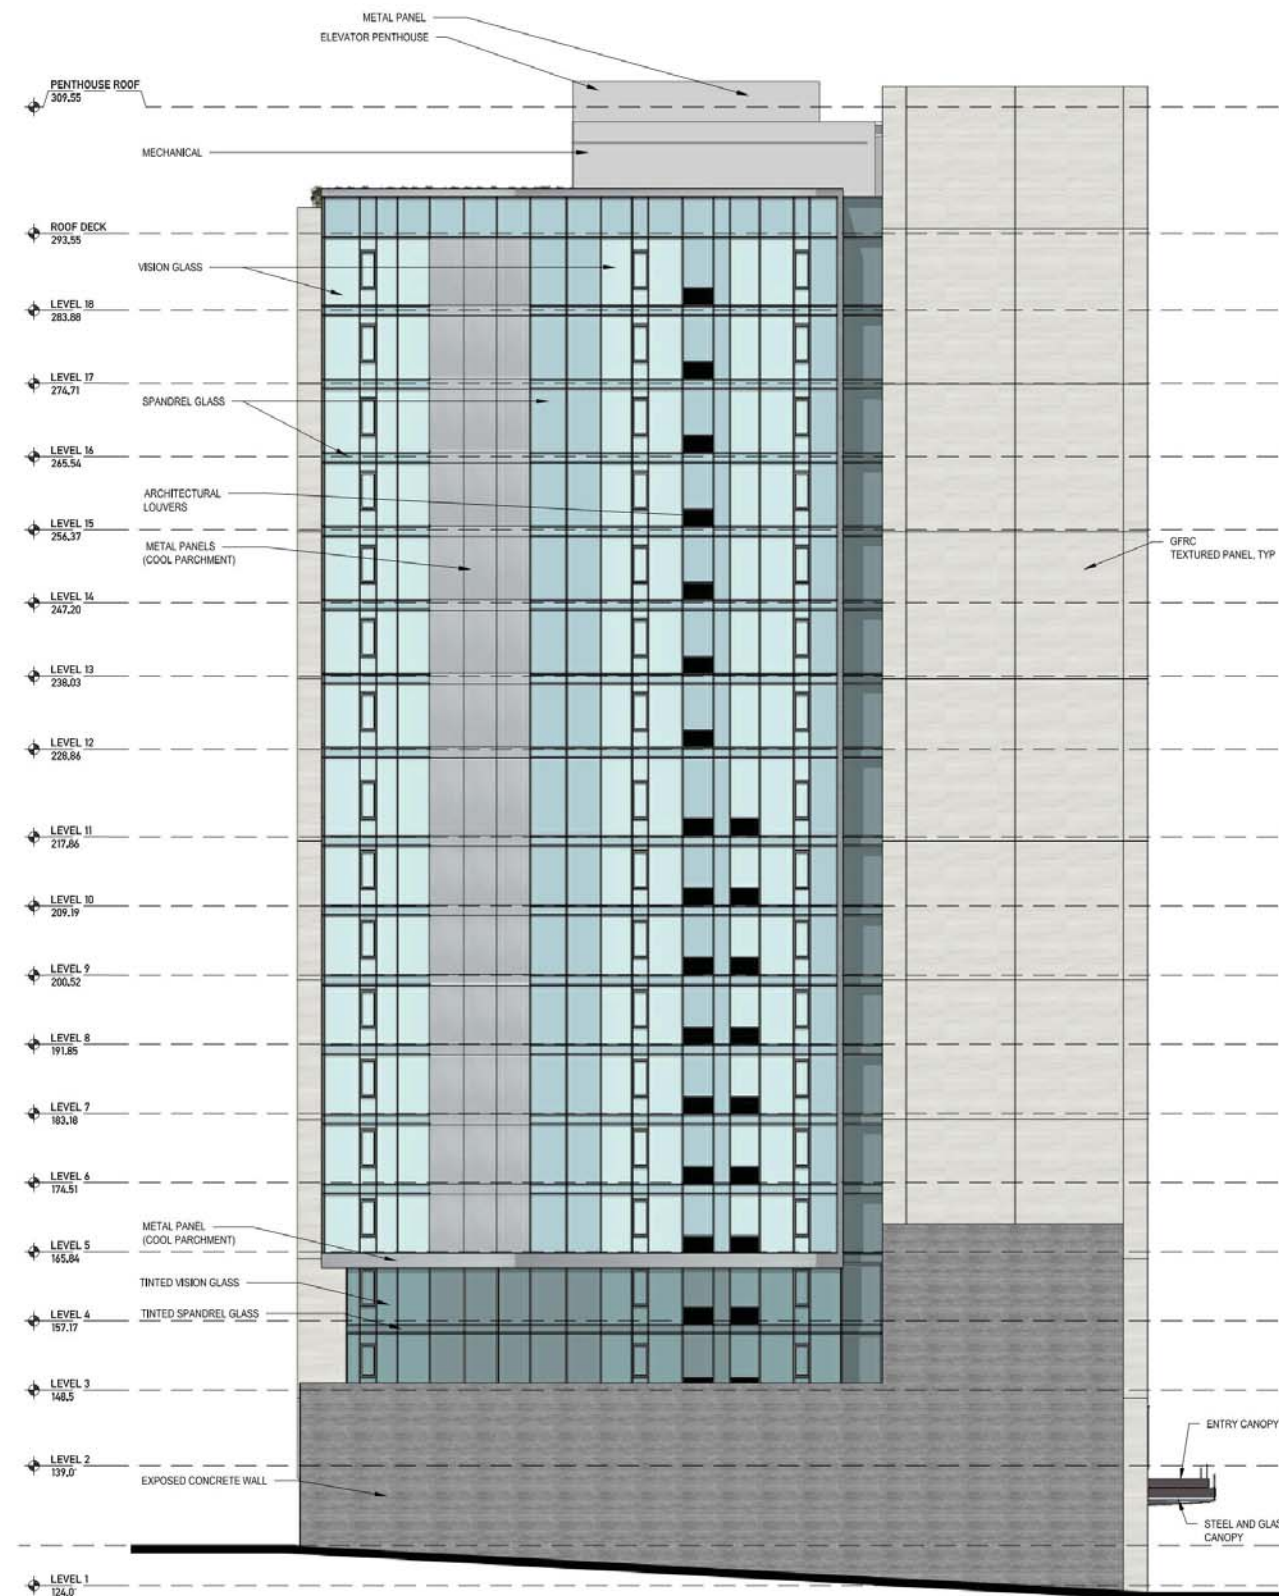 METAL PANEL
ELEVATOR PENTHOUSE
PENTHOUSE ROOF
309.55
MECHANICAL
ROOF DECK
293.55
VISION GLASS
LEVEL 18
283.88
LEVEL 17
274.71
SPANDREL GLASS
LEVEL 16
265.54
ARCHITECTURAL
LOUVERS
LEVEL 15
256.37
METAL PANELS
(COOL PARCHMENT)
GFRC
TEXTURED PANEL, TYP
LEVEL 14
247.20
LEVEL 13
238.03
LEVEL 12
228.86
LEVEL 11
217.86
LEVEL 10
209.19
LEVEL 9
200.52
LEVEL 8
191.85
LEVEL 7
183.18
LEVEL 6
174.51
METAL PANEL
(COOL PARCHMENT)
LEVEL 5
165.84
TINTED VISION GLASS
TINTED SPANDREL GLASS
LEVEL 4
157.17
LEVEL 3
148.5
ENTRY CANOPY
LEVEL 2
139.0'
EXPOSED CONCRETE WALL
STEEL AND GLAS
CANOPY
LEVEL 1
124.0'